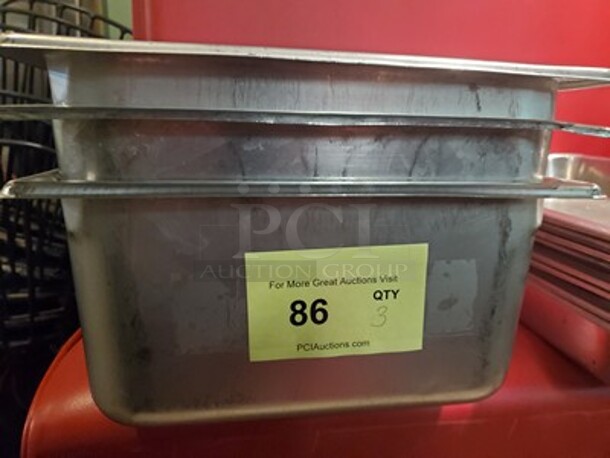 PCI
AUCTION GROUP
For More Great Auctions Visit
86 QTY
3
PCIAuctions.com